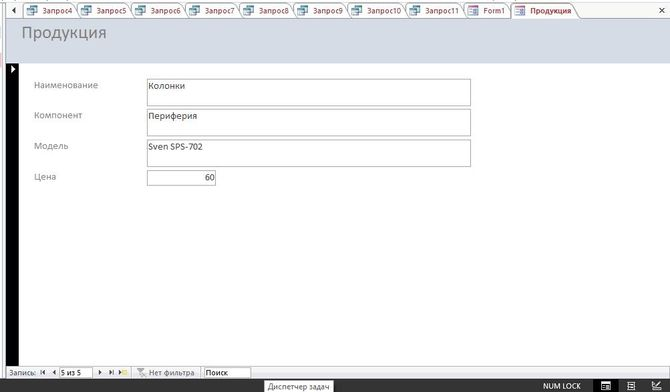 Запрос4 Запрос5 Запрос6 Запрос7 Запрос8 Запрос9 Запрос10 Запрос11 Form1 Продукция
Продукция
Наименование Колонки
Компонент Периферия
Модель Sven SPS-702
Цена 60
Запись: 5 из 5 Нет фильтра Поиск
Диспетчер задач
NUM LOCK